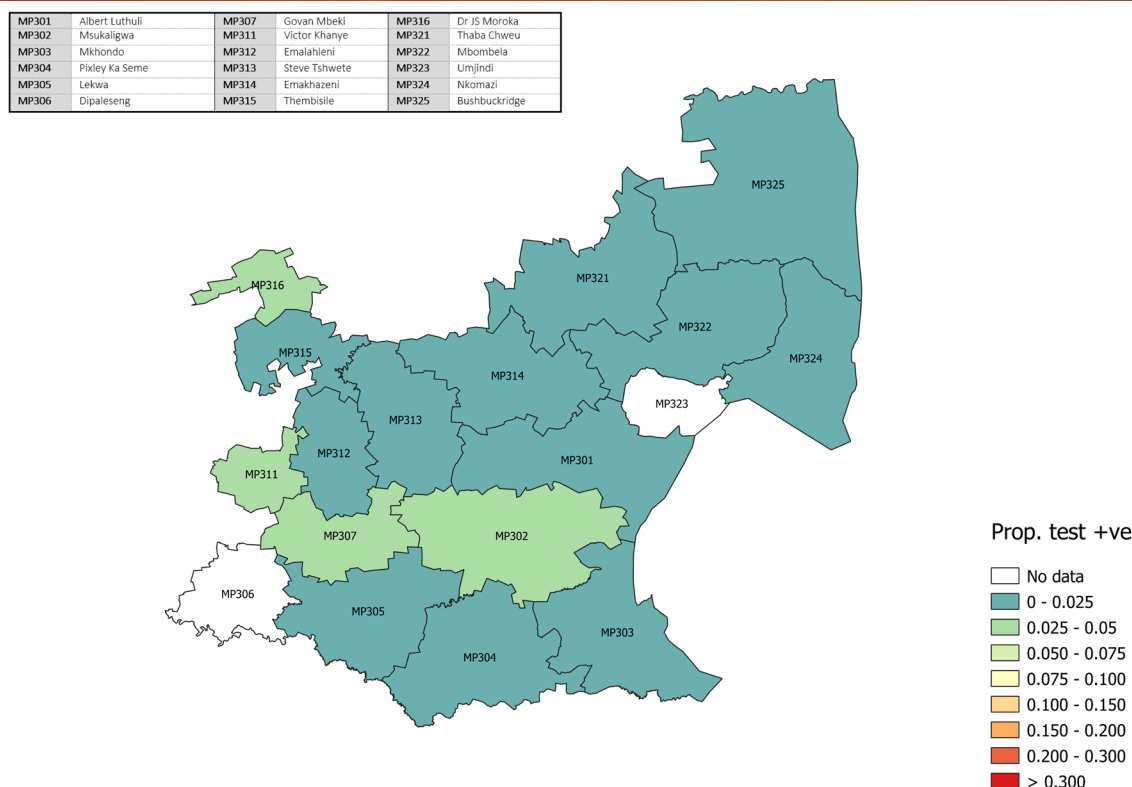 MP301 Albert Luthuli MP307 Govan Mbeki MP316 Dr JS Moroka
MP302 Msukaligwa MP311 Victor Khanye MP321 Thaba Chweu
MP303 Mkhondo MP312 Emalahleni MP322 Mbombela
MP304 Pixley Ka Seme MP313 Steve Tshwete MP323 Umjindi
MP305 Lekwa MP314 Emakhazeni MP324 Nkomazi
MP306 Dipaleseng MP315 Thembisile MP325 Bushbuckridge
MP325
MP321
MP316
MP322
MP315
MP324
MP314
MP323
MP313
MP312
MP301
MP311
MP307
MP302
MP306
MP305
MP303
MP304
Prop. test +ve
No data
0 - 0.025
0.025 - 0.05
0.050 - 0.075
0.075 - 0.100
0.100 - 0.150
0.150 - 0.200
0.200 - 0.300
> 0.300